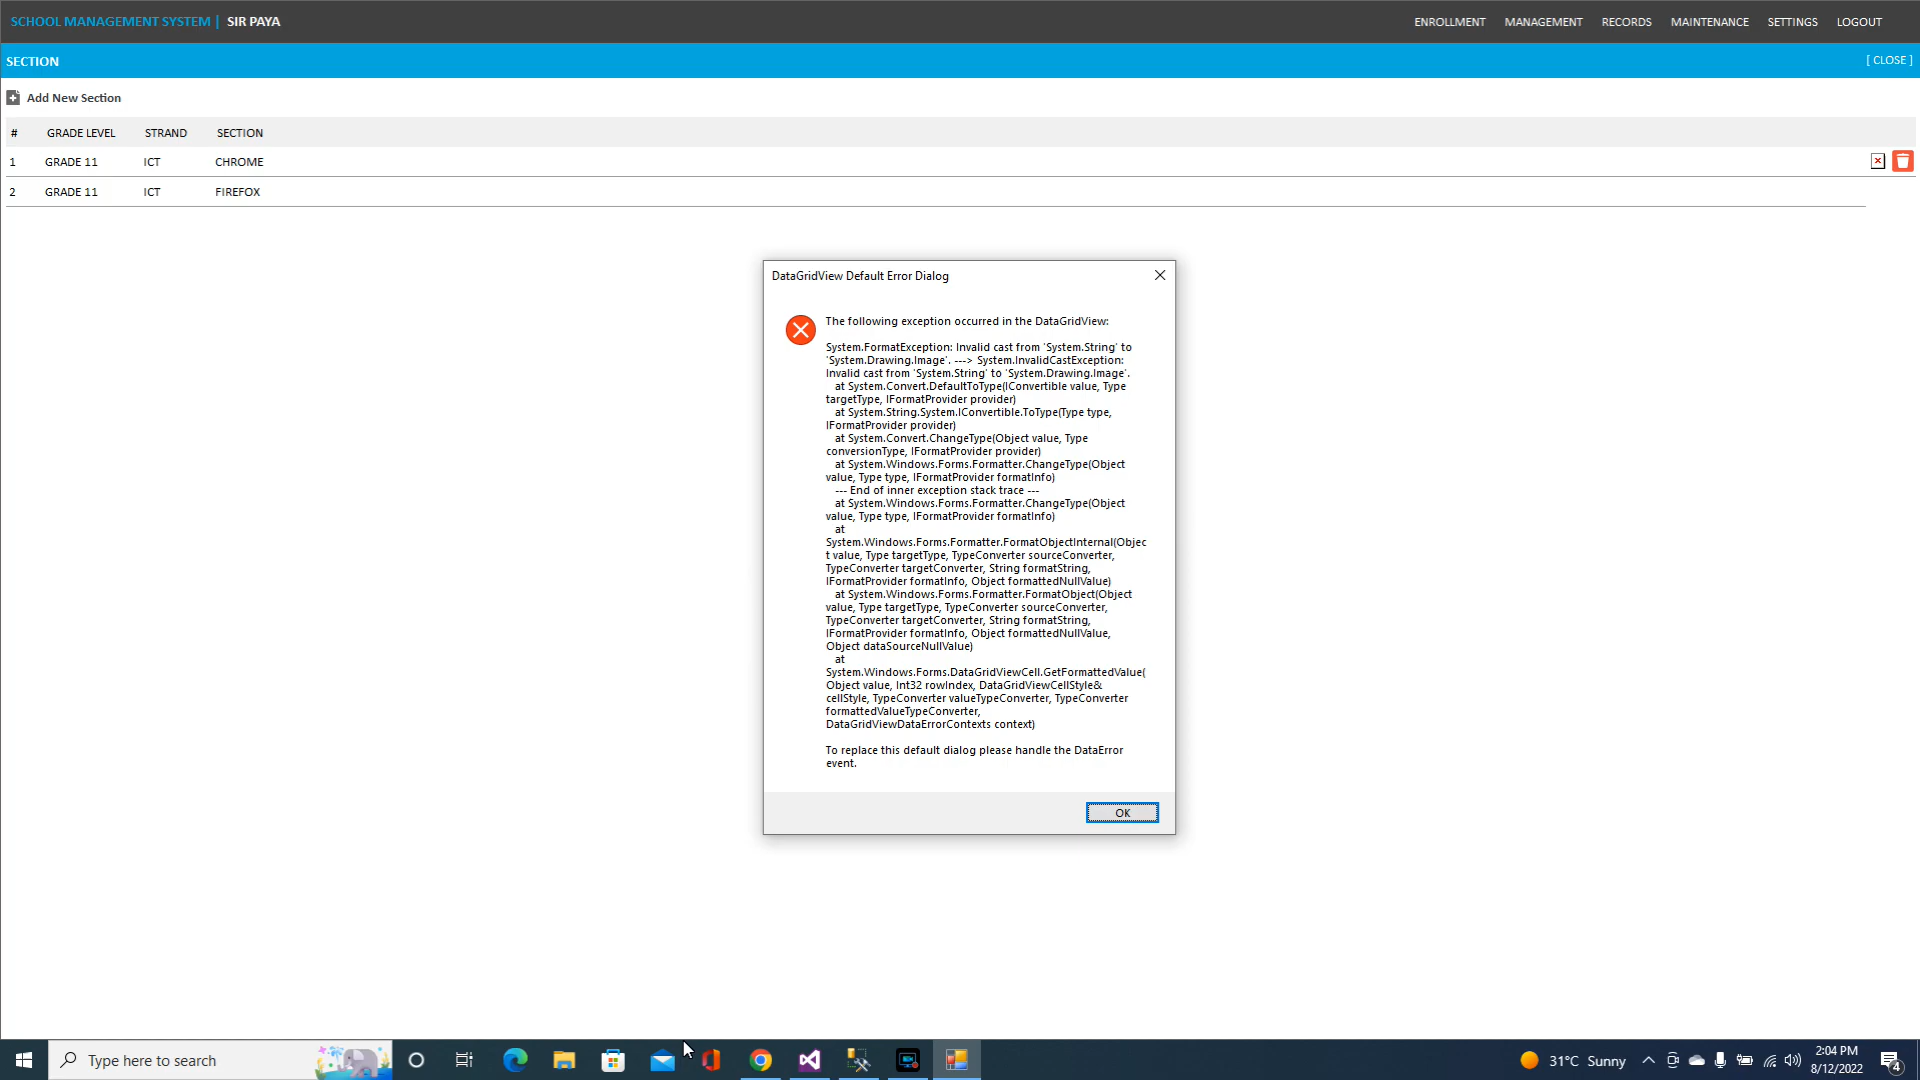 SCHOOL MANAGEMENT SYSTEM | SIR PAYA
ENROLLMENT MANAGEMENT RECORDS MAINTENANCE SETTINGS LOGOUT
SECTION
[ CLOSE ]
Add New Section
# GRADE LEVEL STRAND SECTION
1 GRADE 11 ICT CHROME
2 GRADE 11 ICT FIREFOX
DataGridView Default Error Dialog
The following exception occurred in the DataGridView:
System.FormatException: Invalid cast from 'System.String' to
'System.Drawing.Image'. ---> System.InvalidCastException:
Invalid cast from 'System.String' to 'System.Drawing.Image'.
at System.Convert.DefaultToType(IConvertible value, Type
targetType, IFormatProvider provider)
at System.String.System.IConvertible.ToType(Type type,
IFormatProvider provider)
at System.Convert.ChangeType(Object value, Type
conversionType, IFormatProvider provider)
at System.Windows.Forms.Formatter.ChangeType(Object
value, Type type, IFormatProvider formatInfo)
--- End of inner exception stack trace ---
at System.Windows.Forms.Formatter.ChangeType(Object
value, Type type, IFormatProvider formatInfo)
at
System.Windows.Forms.Formatter.FormatObjectInternal(Objec
t value, Type targetType, TypeConverter sourceConverter,
TypeConverter targetConverter, String formatString,
IFormatProvider formatInfo, Object formattedNullValue)
at System.Windows.Forms.Formatter.FormatObject(Object
value, Type targetType, TypeConverter sourceConverter,
TypeConverter targetConverter, String formatString,
IFormatProvider formatInfo, Object formattedNullValue,
Object dataSourceNullValue)
at
System.Windows.Forms.DataGridViewCell.GetFormattedValue(
Object value, Int32 rowIndex, DataGridViewCellStyle&
cellStyle, TypeConverter valueTypeConverter, TypeConverter
formattedValueTypeConverter,
DataGridViewDataErrorContexts context)
To replace this default dialog please handle the DataError
event.
OK
Type here to search
31°C Sunny
2:04 PM
8/12/2022
4